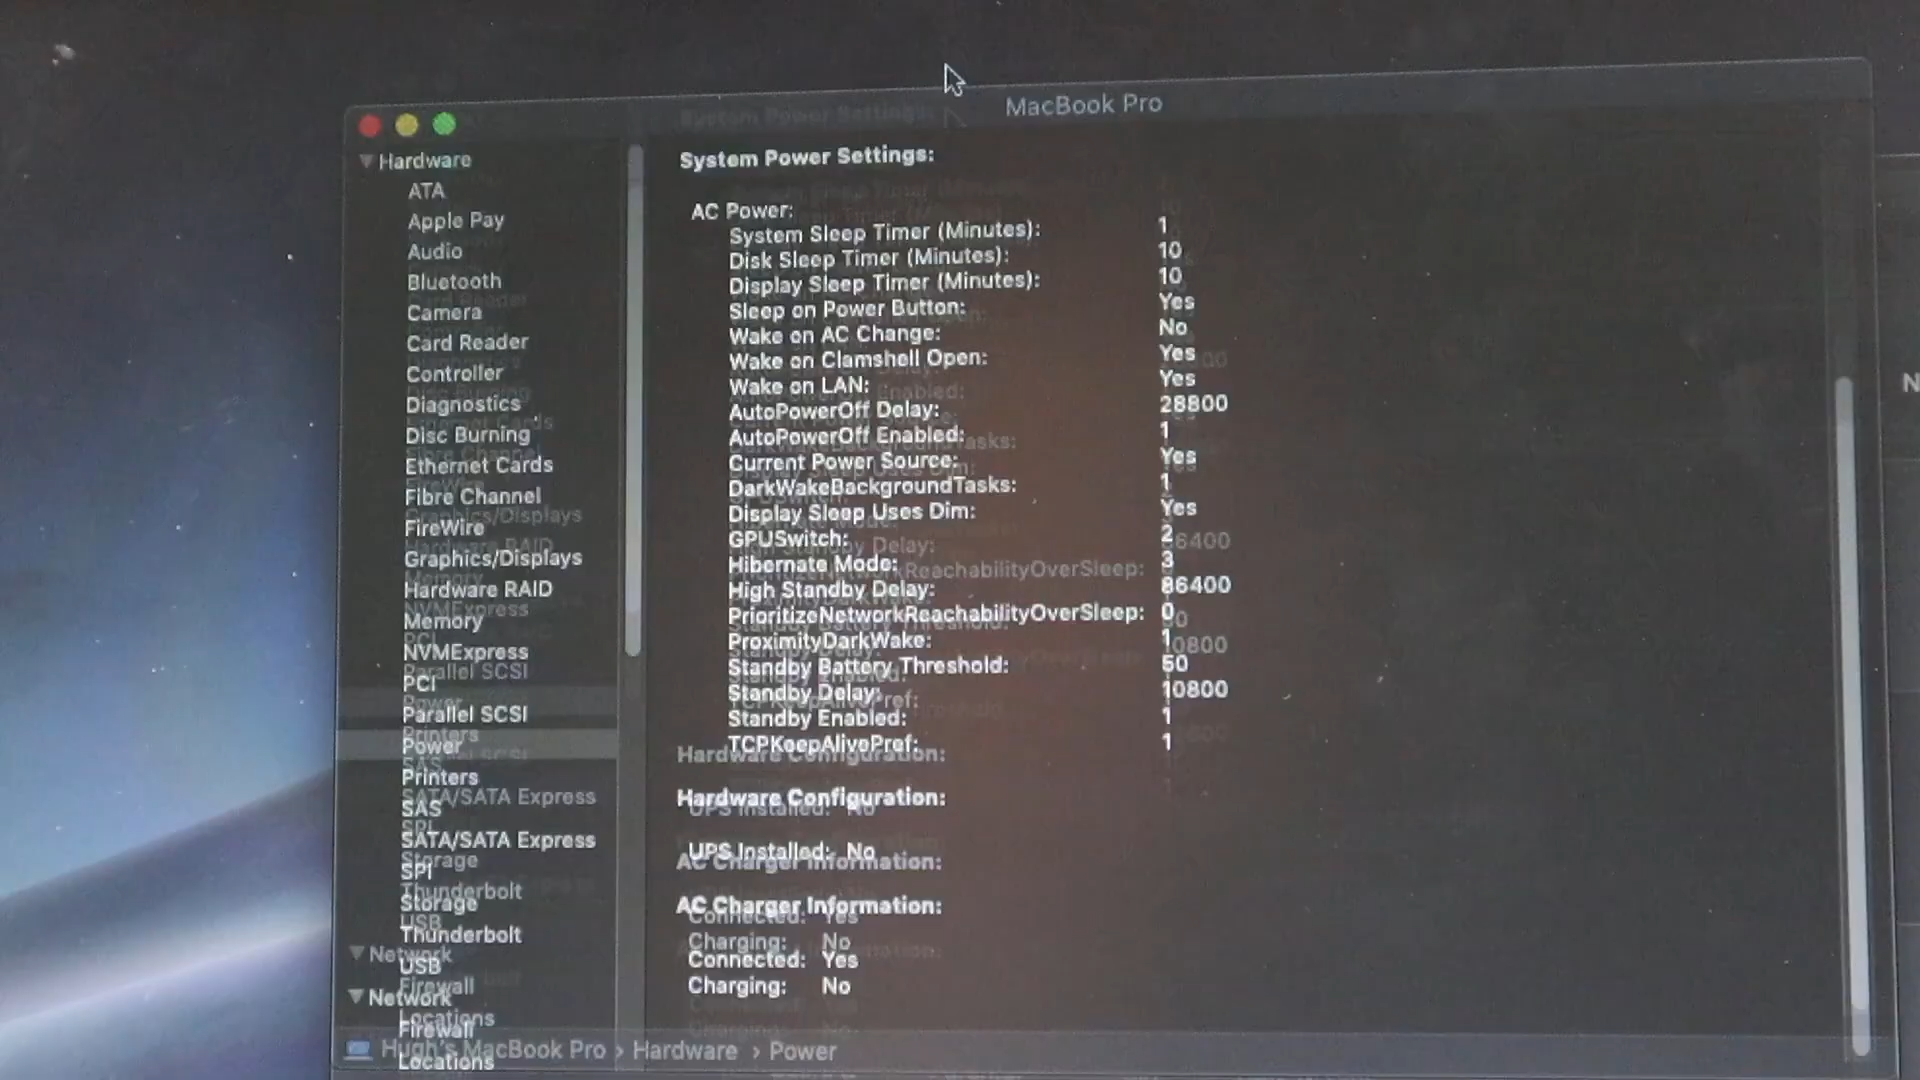 MacBook Pro
Hardware
ATA
Apple Pay
Audio
Bluetooth
Camera
Card Reader
Controller
Diagnostics
Disc Burning
Ethernet Cards
Fibre Channel
FireWire
Graphics/Displays
Hardware RAID
Memory
NVMExpress
PCI
Parallel SCSI
Power
Printers
SAS
SATA/SATA Express
SPI
Storage
Thunderbolt
USB
Network
Firewall
Locations
System Power Settings:
AC Power:
System Sleep Timer (Minutes): 1
Disk Sleep Timer (Minutes): 10
Display Sleep Timer (Minutes): 10
Sleep on Power Button: Yes
Wake on AC Change: No
Wake on Clamshell Open: Yes
Wake on LAN: Yes
AutoPowerOff Delay: 28800
AutoPowerOff Enabled: 1
Current Power Source: Yes
DarkWakeBackgroundTasks: 1
Display Sleep Uses Dim: Yes
GPUSwitch: 2
Hibernate Mode: 3
High Standby Delay: 86400
PrioritizeNetworkReachabilityOverSleep: 0
ProximityDarkWake: 1
Standby Battery Threshold: 50
Standby Delay: 10800
Standby Enabled: 1
TCPKeepAlivePref: 1
Hardware Configuration:
UPS Installed: No
AC Charger Information:
Connected: Yes
Charging: No
Hugh's MacBook Pro › Hardware › Power